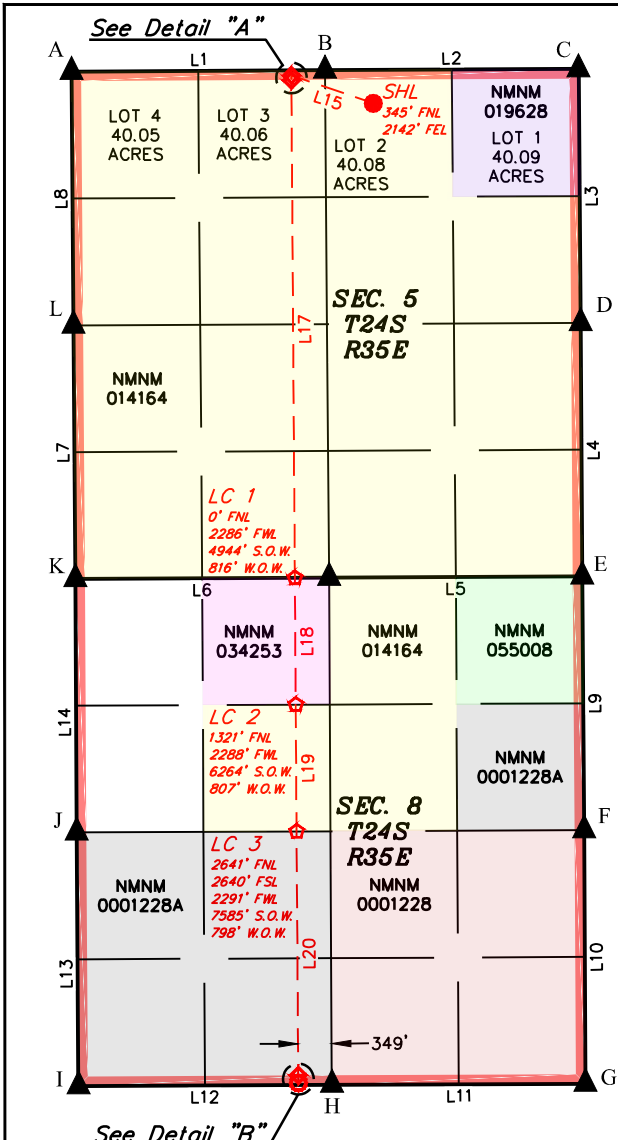 See Detail "A"
A
L1
B
L2
C
SHL
345' FNL
2142' FEL
L15
NMNM
019628
LOT 1
40.09
ACRES
LOT 4
40.05
ACRES
LOT 3
40.06
ACRES
LOT 2
40.08
ACRES
L8
L3
SEC. 5
T24S
R35E
L
D
L17
NMNM
014164
L7
L4
LC 1
0' FNL
2286' FWL
4944' S.O.W.
816' W.O.W.
K
L6
L5
E
NMNM
034253
L18
NMNM
014164
NMNM
055008
L14
L9
LC 2
1321' FNL
2288' FWL
6264' S.O.W.
807' W.O.W.
L19
NMNM
0001228A
SEC. 8
T24S
R35E
J
F
LC 3
2641' FNL
2640' FSL
2291' FWL
7585' S.O.W.
798' W.O.W.
NMNM
0001228A
NMNM
0001228
L13
L20
L10
349'
I
L12
H
L11
G
See Detail "B"